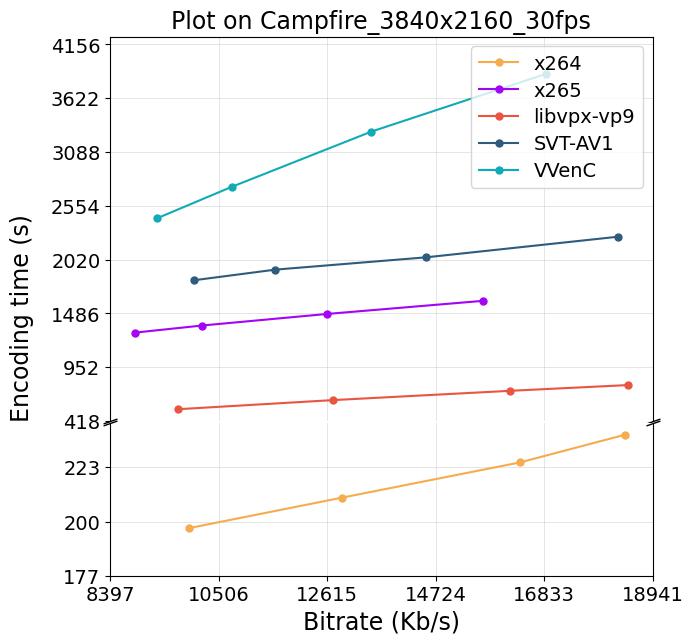 Plot on Campfire_3840x2160_30fps
x264
x265
libvpx-vp9
SVT-AV1
VVenC
Encoding time (s)
4156
3622
3088
2554
2020
1486
952
418
223
200
177
8397 10506 12615 14724 16833 18941
Bitrate (Kb/s)